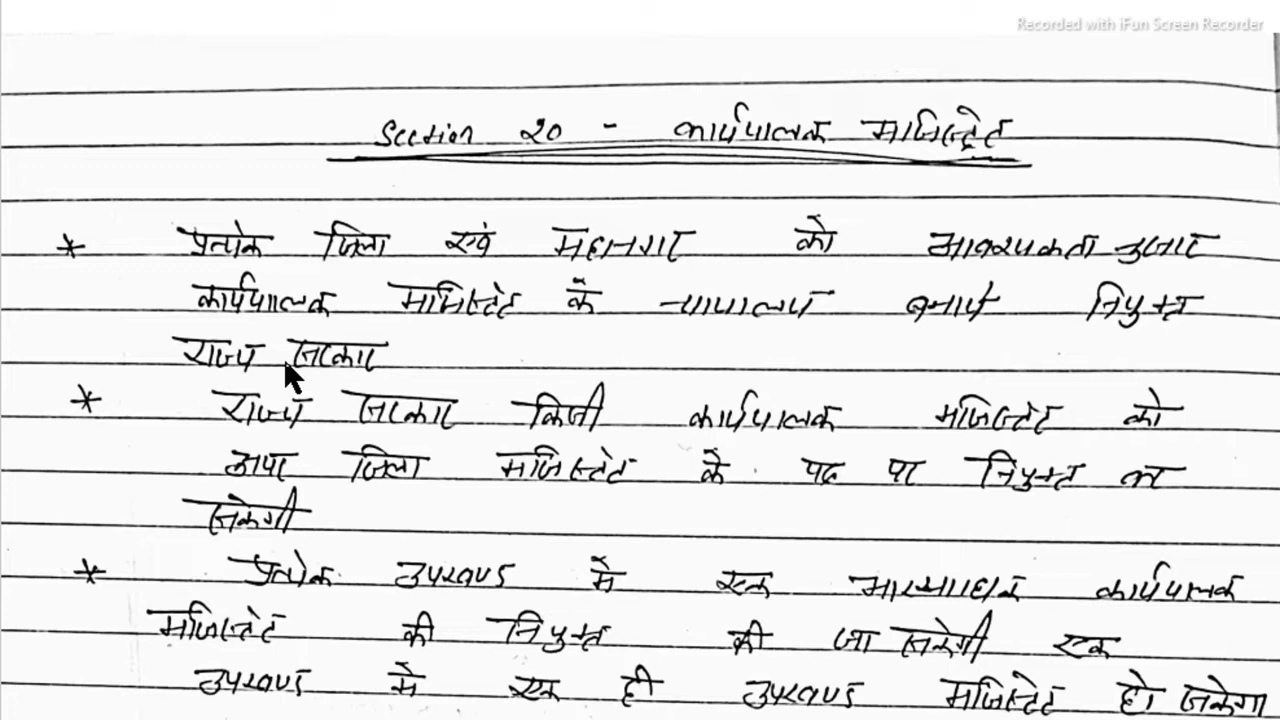 Recorded with iFun Screen Recorder
Section 20 - कार्यपालक मजिस्ट्रेट
* प्रत्येक जिला एवं महानगर को आवश्यकता नुसार
कार्यपालक मजिस्ट्रेट के न्यायालय बनाये नियुक्त
राज्य सरकार
* राज्य सरकार किसी कार्यपालक मजिस्ट्रेट को
अपर जिला मजिस्ट्रेट के पद पर नियुक्त कर
सकेगी
* प्रत्येक उपखण्ड में एक भारसाधक कार्यपालक
मजिस्ट्रेट की नियुक्त की जा सकेगी एक
उपखण्ड में एक ही उपखण्ड मजिस्ट्रेट हो सकेगा